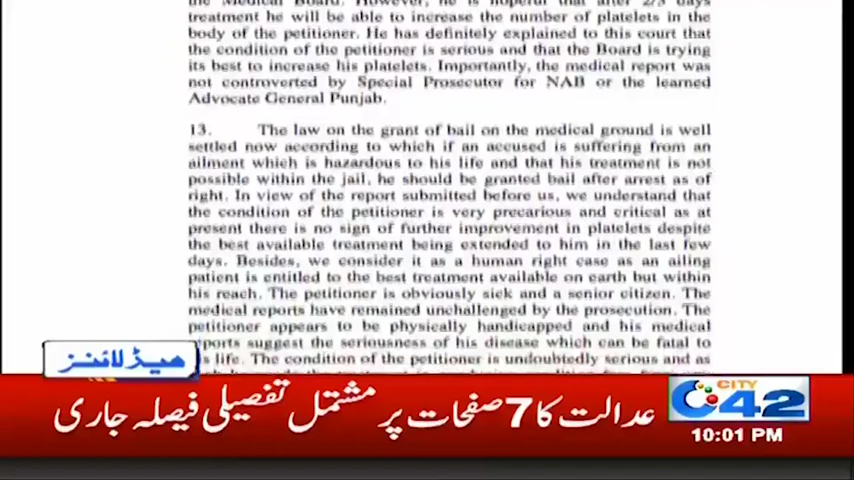 the Medical Board. However, he is hopeful that after 2/3 days
treatment he will be able to increase the number of platelets in the
body of the petitioner. He has definitely explained to this court that
the condition of the petitioner is serious and that the Board is trying
its best to increase his platelets. Importantly, the medical report was
not controverted by Special Prosecutor for NAB or the learned
Advocate General Punjab.
13. The law on the grant of bail on the medical ground is well
settled now according to which if an accused is suffering from an
ailment which is hazardous to his life and that his treatment is not
possible within the jail, he should be granted bail after arrest as of
right. In view of the report submitted before us, we understand that
the condition of the petitioner is very precarious and critical as at
present there is no sign of further improvement in platelets despite
the best available treatment being extended to him in the last few
days. Besides, we consider it as a human right case as an ailing
patient is entitled to the best treatment available on earth but within
his reach. The petitioner is obviously sick and a senior citizen. The
medical reports have remained unchallenged by the prosecution. The
petitioner appears to be physically handicapped and his medical
ports suggest the seriousness of his disease which can be fatal to
s life. The condition of the petitioner is undoubtedly serious and as
ہیڈلائنز
عدالت کا 7 صفحات پر مشتمل تفصیلی فیصلہ جاری
CITY
42
10:01 PM